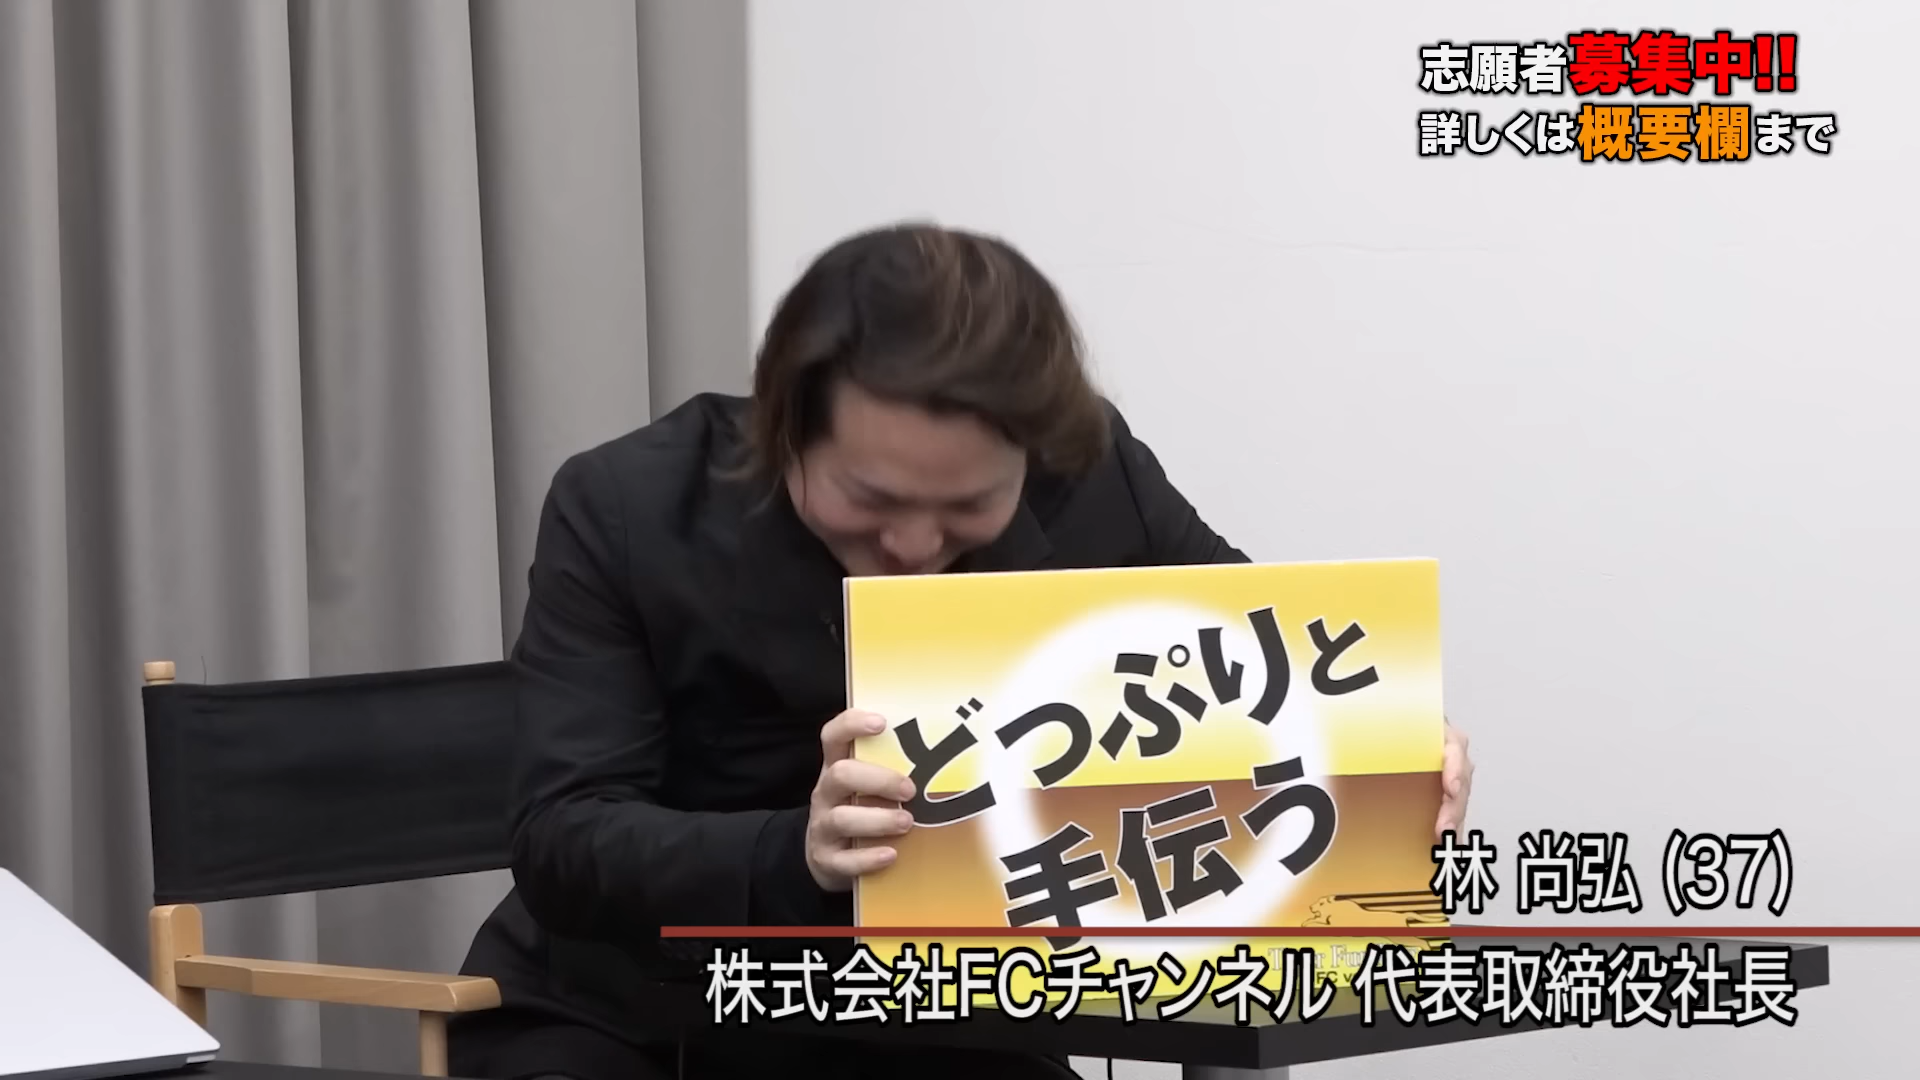 志願者募集中!!
詳しくは概要欄まで
どっぷりと
手伝う
林 尚弘 (37)
株式会社FCチャンネル 代表取締役社長